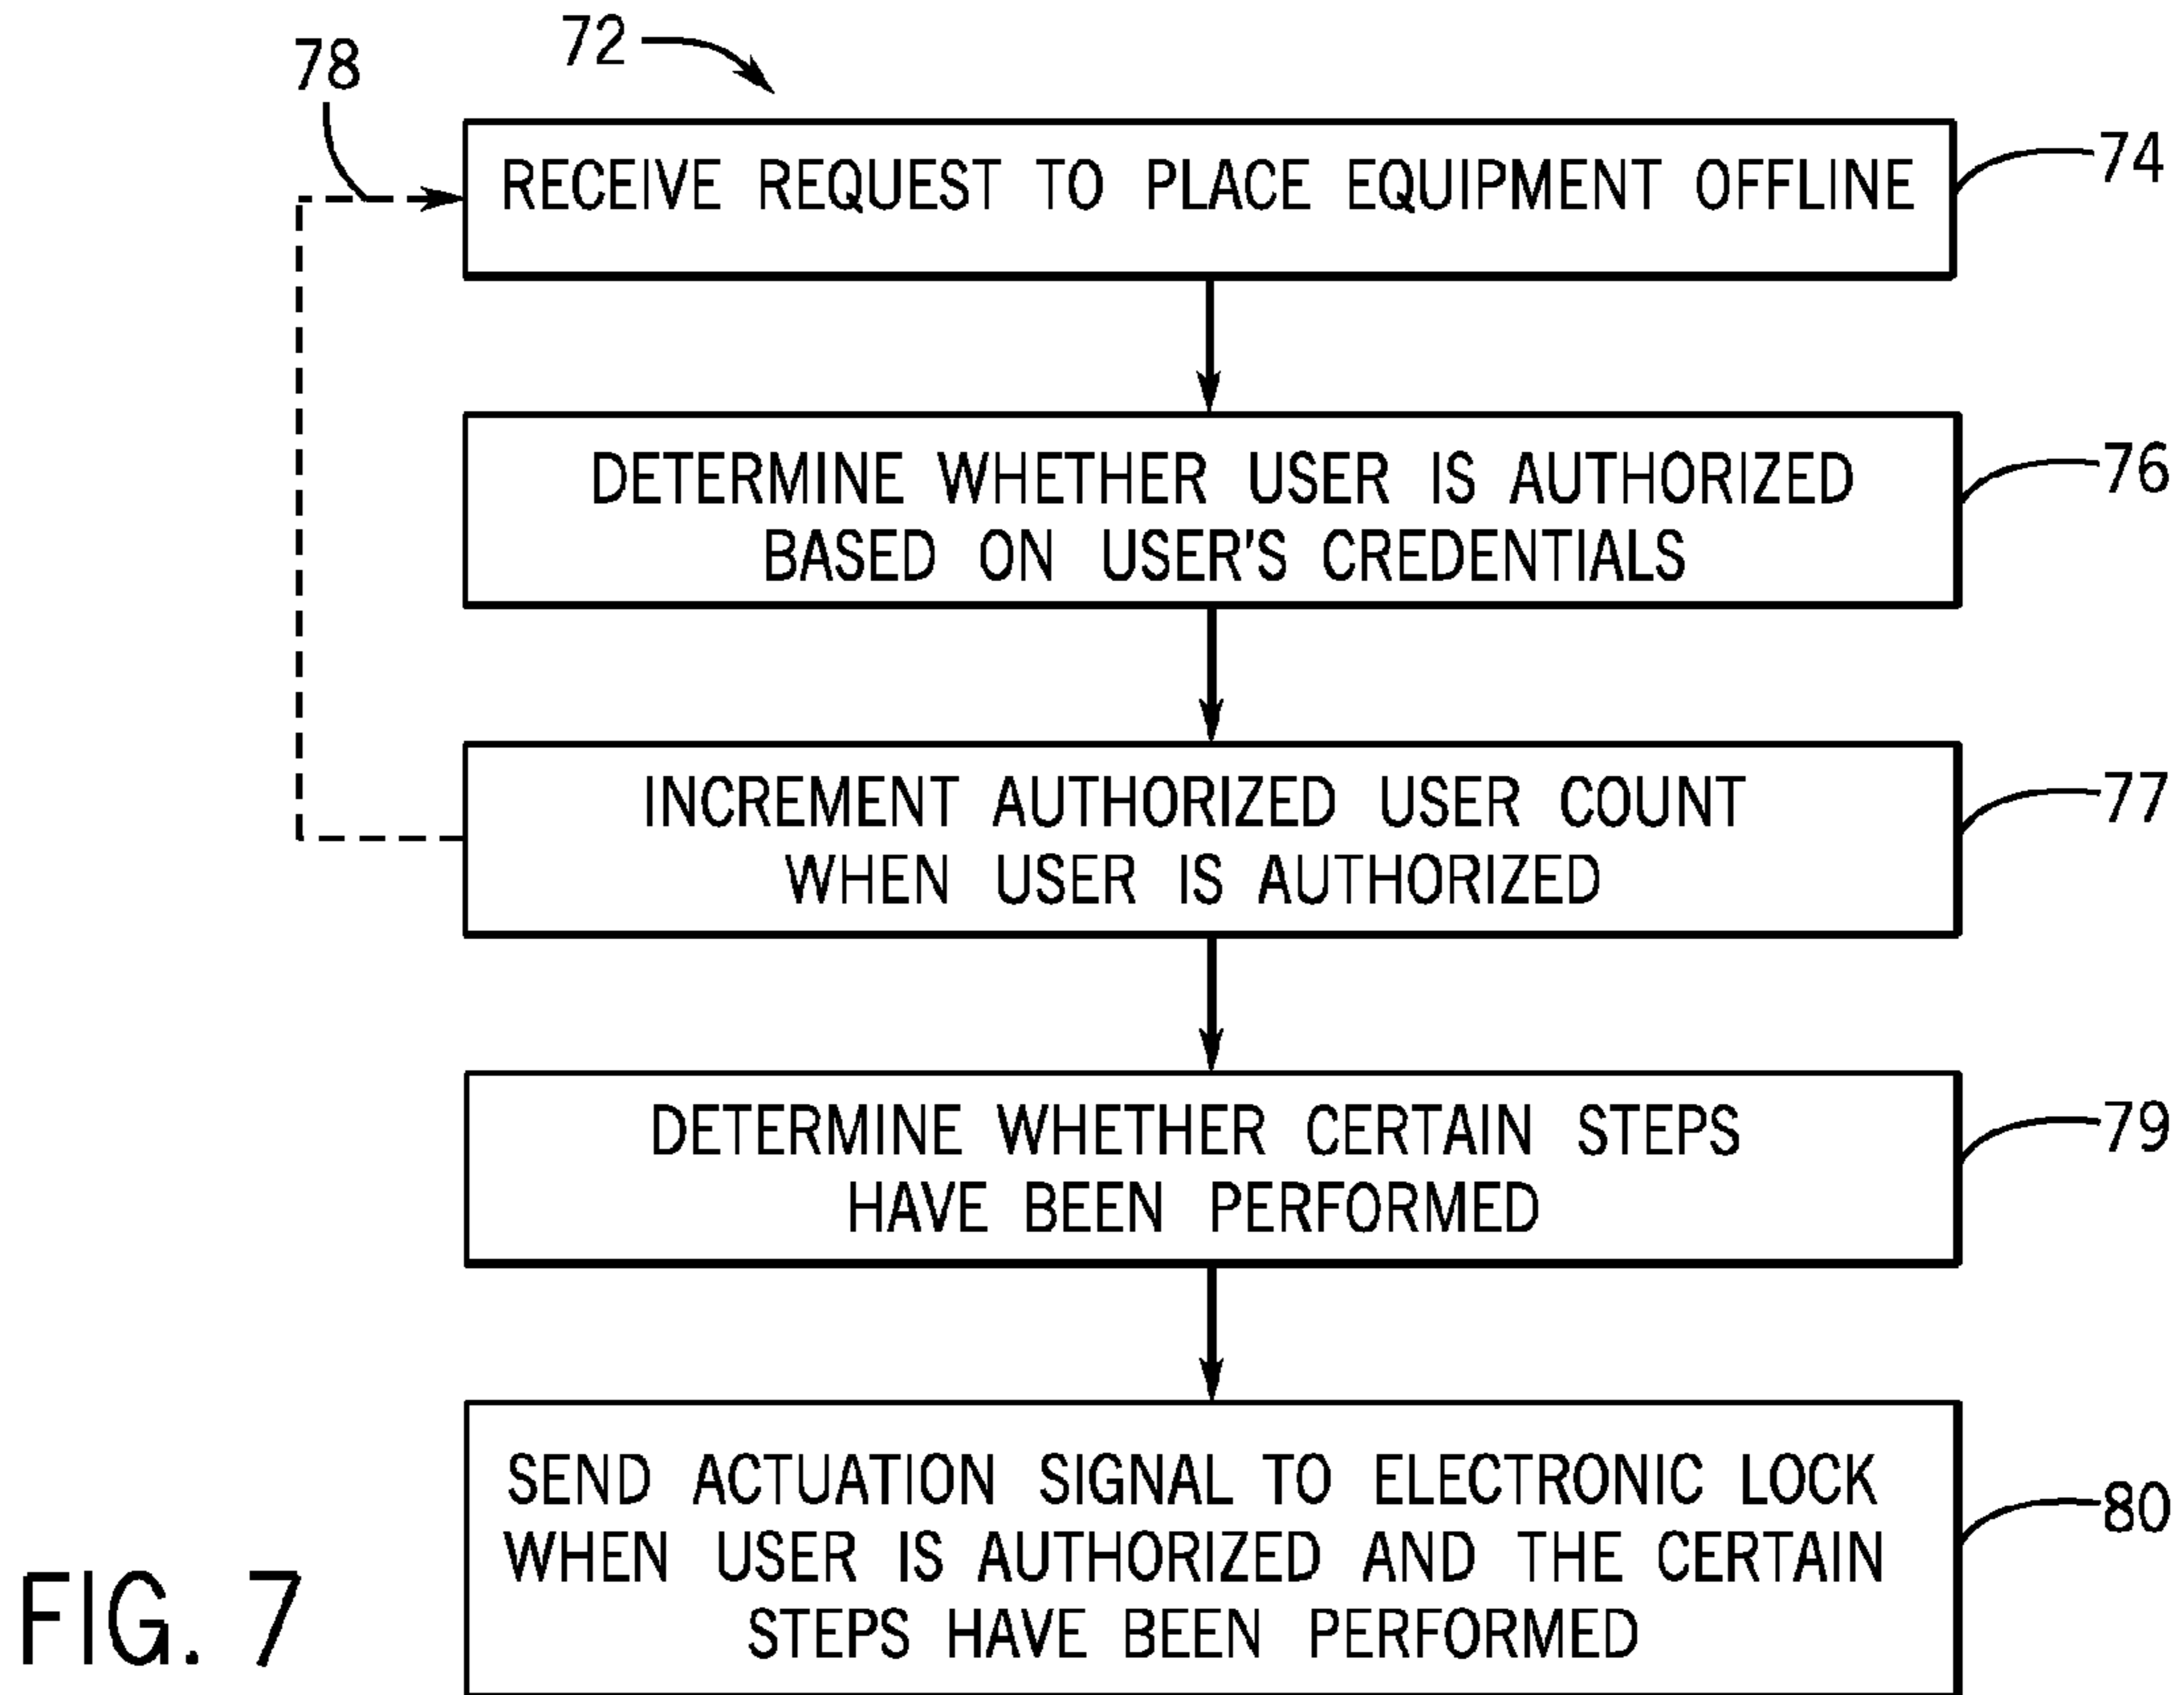 72
78
RECEIVE REQUEST TO PLACE EQUIPMENT OFFLINE
74
DETERMINE WHETHER USER IS AUTHORIZED
BASED ON USER'S CREDENTIALS
76
INCREMENT AUTHORIZED USER COUNT
WHEN USER IS AUTHORIZED
77
DETERMINE WHETHER CERTAIN STEPS
HAVE BEEN PERFORMED
79
SEND ACTUATION SIGNAL TO ELECTRONIC LOCK
WHEN USER IS AUTHORIZED AND THE CERTAIN
STEPS HAVE BEEN PERFORMED
80
FIG. 7